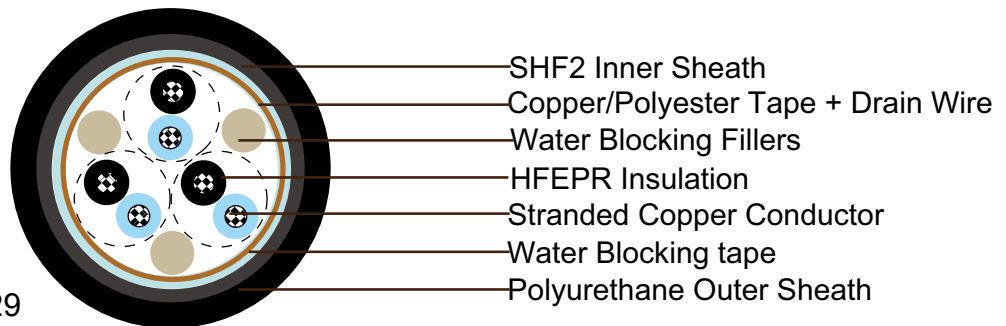 SHF2 Inner Sheath
Copper/Polyester Tape + Drain Wire
Water Blocking Fillers
HFEPR Insulation
Stranded Copper Conductor
Water Blocking tape
Polyurethane Outer Sheath
29